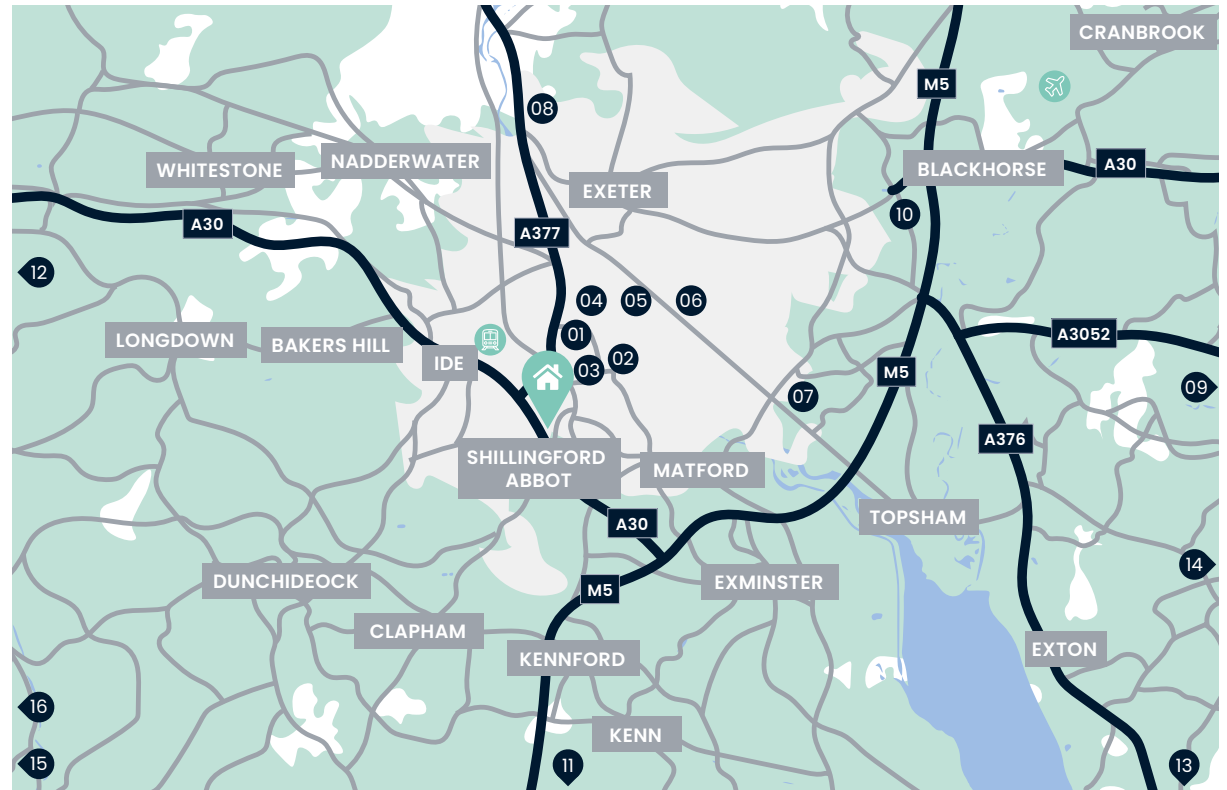 CRANBROOK
M5
08
WHITESTONE
NADDERWATER
EXETER
BLACKHORSE
A30
A30
A377
10
12
04
05
06
01
LONGDOWN
BAKERS HILL
IDE
03
02
A3052
M5
09
07
A376
SHILLINGFORD
ABBOT
MATFORD
TOPSHAM
A30
14
DUNCHIDEOCK
M5
EXMINSTER
CLAPHAM
KENNFORD
EXTON
16
KENN
15
11
13